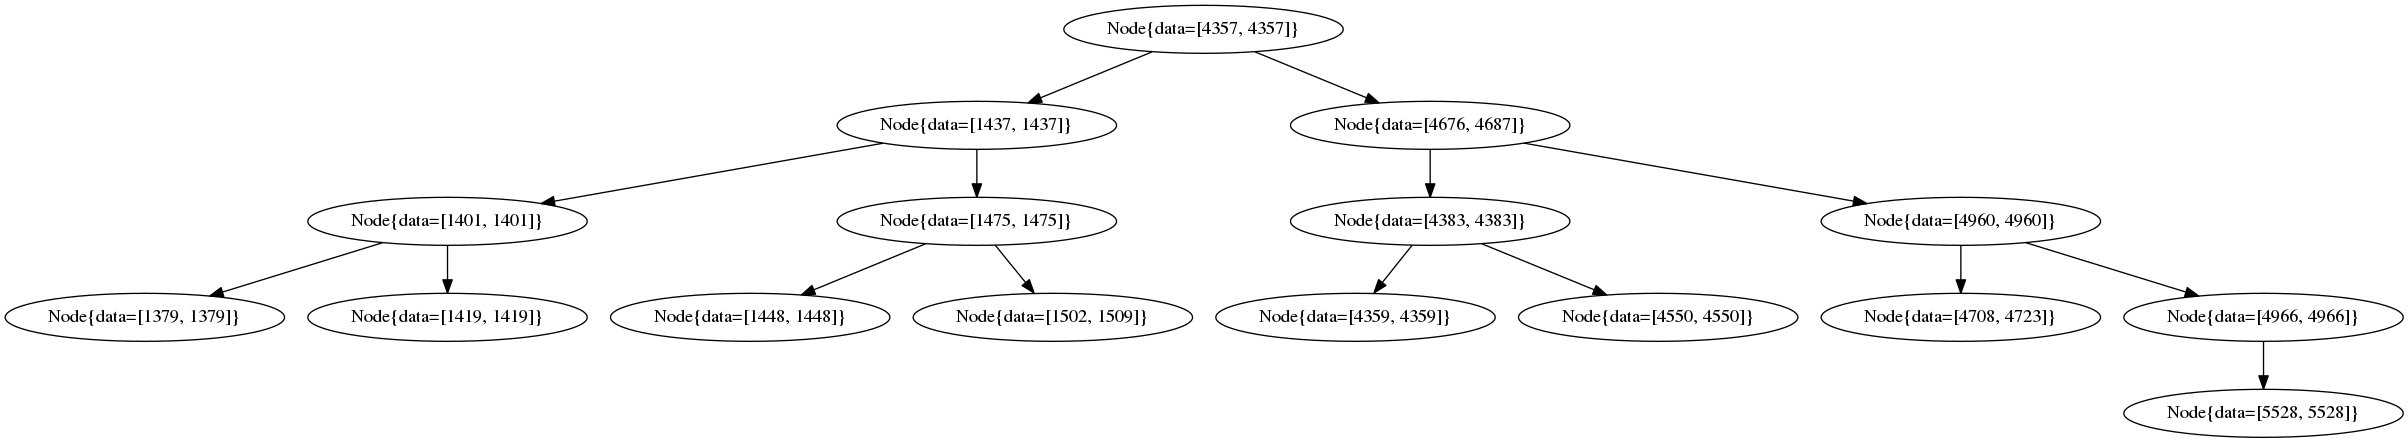 Node{data=[4357, 4357]}
Node{data=[1437, 1437]}
Node{data=[4676, 4687]}
Node{data=[1401, 1401]}
Node{data=[1475, 1475]}
Node{data=[4383, 4383]}
Node{data=[4960, 4960]}
Node{data=[1379, 1379]}
Node{data=[1419, 1419]}
Node{data=[1448, 1448]}
Node{data=[1502, 1509]}
Node{data=[4359, 4359]}
Node{data=[4550, 4550]}
Node{data=[4708, 4723]}
Node{data=[4966, 4966]}
Node{data=[5528, 5528]}